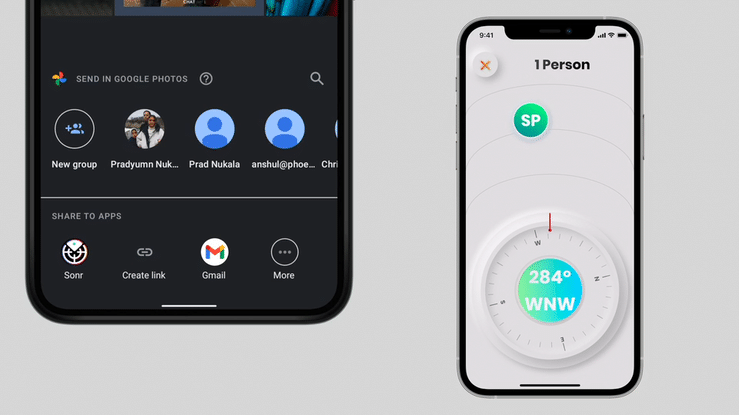 CHAT
SEND IN GOOGLE PHOTOS
New group
Pradyumn Nuk...
Prad Nukala
anshul@phoe...
Chri
SHARE TO APPS
Sonr
Create link
Gmail
More
9:41
1 Person
SP
W
N
S
E
284°
WNW